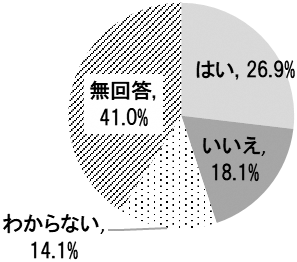 はい, 26.9%
いいえ,
18.1%
わからない,
14.1%
無回答,
41.0%